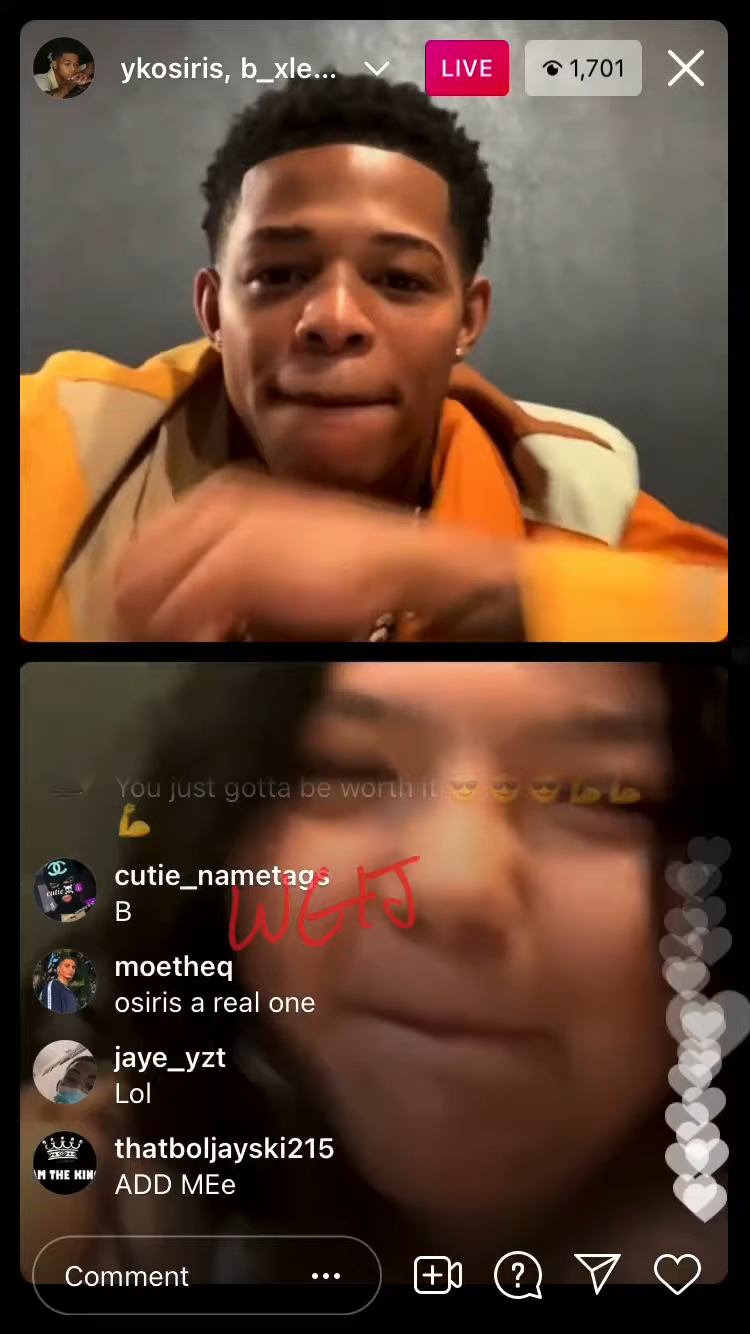 ykosiris, b_xle...
LIVE
1,701
You just gotta be worth it 😎😎😎💪💪
💪
cutie_nametags
B
moetheq
osiris a real one
jaye_yzt
Lol
thatboljayski215
ADD MEe
Comment